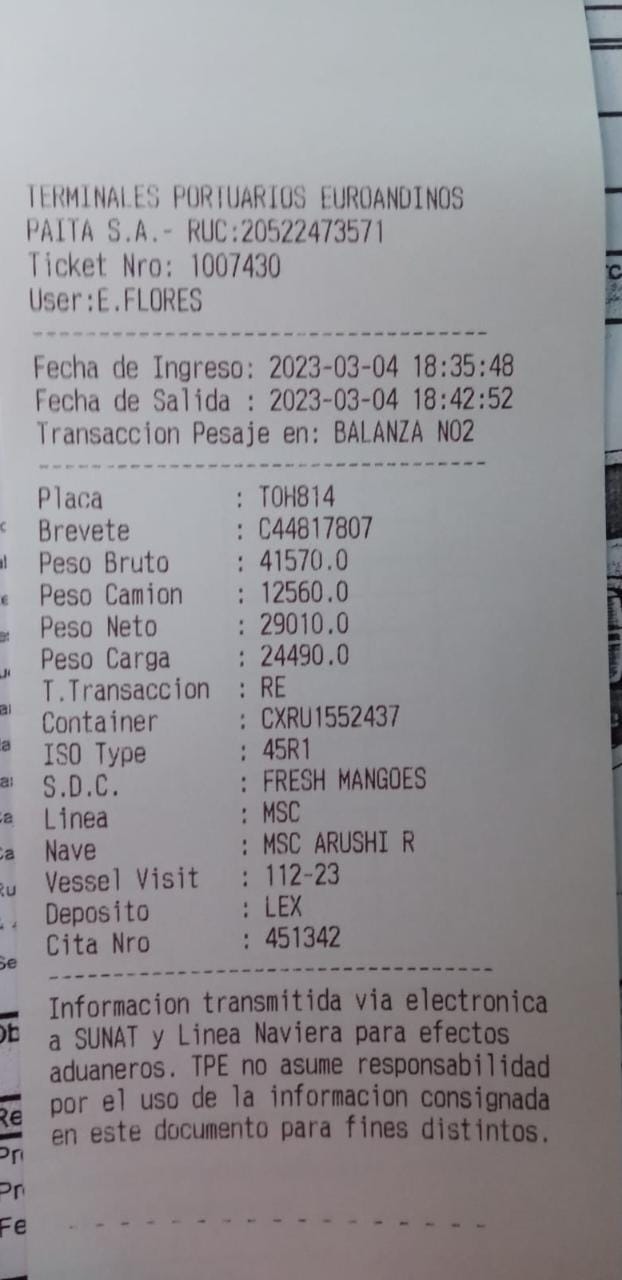 TERMINALES PORTUARIOS EUROANDINOS
PAITA S.A.- RUC:20522473571
Ticket Nro: 1007430
User:E.FLORES
---------------------------------
Fecha de Ingreso: 2023-03-04 18:35:48
Fecha de Salida : 2023-03-04 18:42:52
Transaccion Pesaje en: BALANZA NO2
---------------------------------
Placa : TOH814
Brevete : C44817807
Peso Bruto : 41570.0
Peso Camion : 12560.0
Peso Neto : 29010.0
Peso Carga : 24490.0
T.Transaccion : RE
Container : CXRU1552437
ISO Type : 45R1
S.D.C. : FRESH MANGOES
Linea : MSC
Nave : MSC ARUSHI R
Vessel Visit : 112-23
Deposito : LEX
Cita Nro : 451342
---------------------------------
Informacion transmitida via electronica
a SUNAT y Linea Naviera para efectos
aduaneros. TPE no asume responsabilidad
por el uso de la informacion consignada
en este documento para fines distintos.
- - - - - - - - - - - - - - - - -